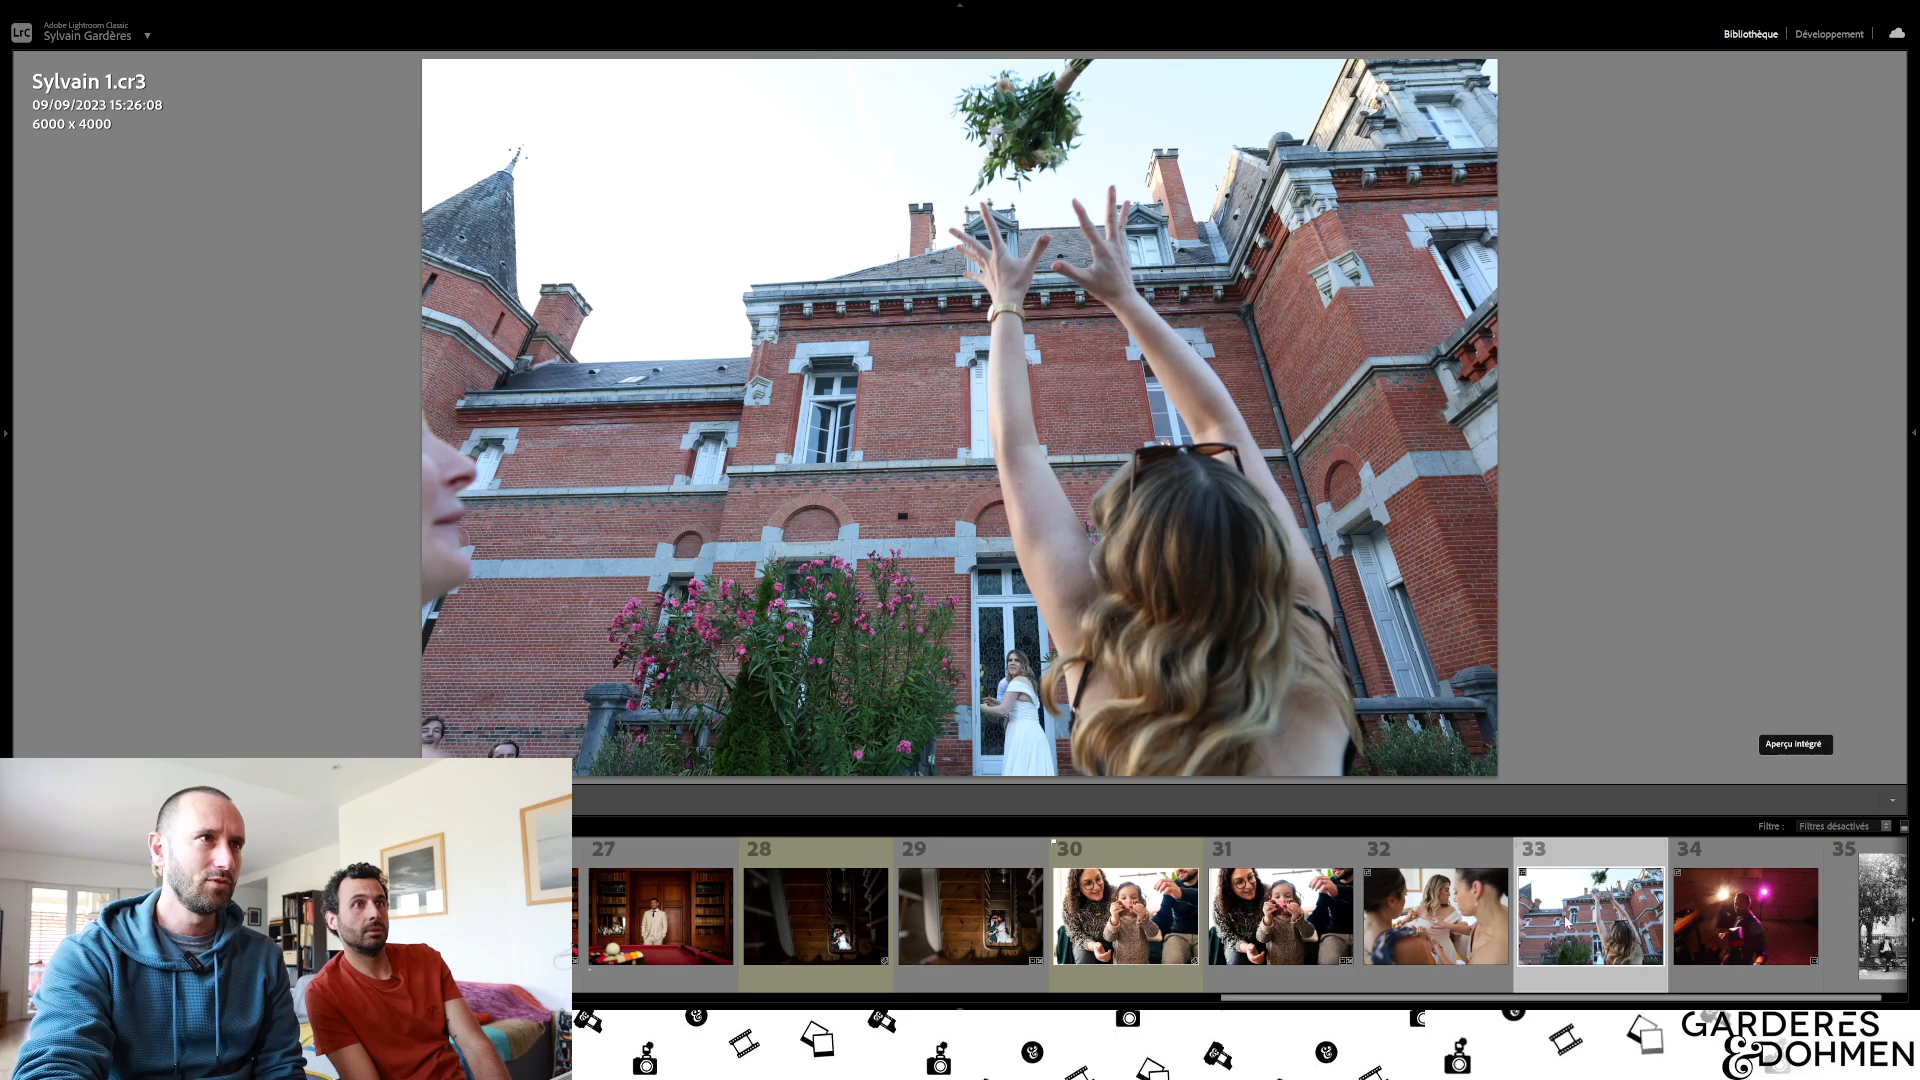 LrC
Adobe Lightroom Classic
Sylvain Gardères
Bibliothèque
Développement
Sylvain 1.cr3
09/09/2023 15:26:08
6000 x 4000
Aperçu intégré
Filtre :
Filtres désactivés
27
28
29
30
31
32
33
34
35
GARDERES
&DOHMEN